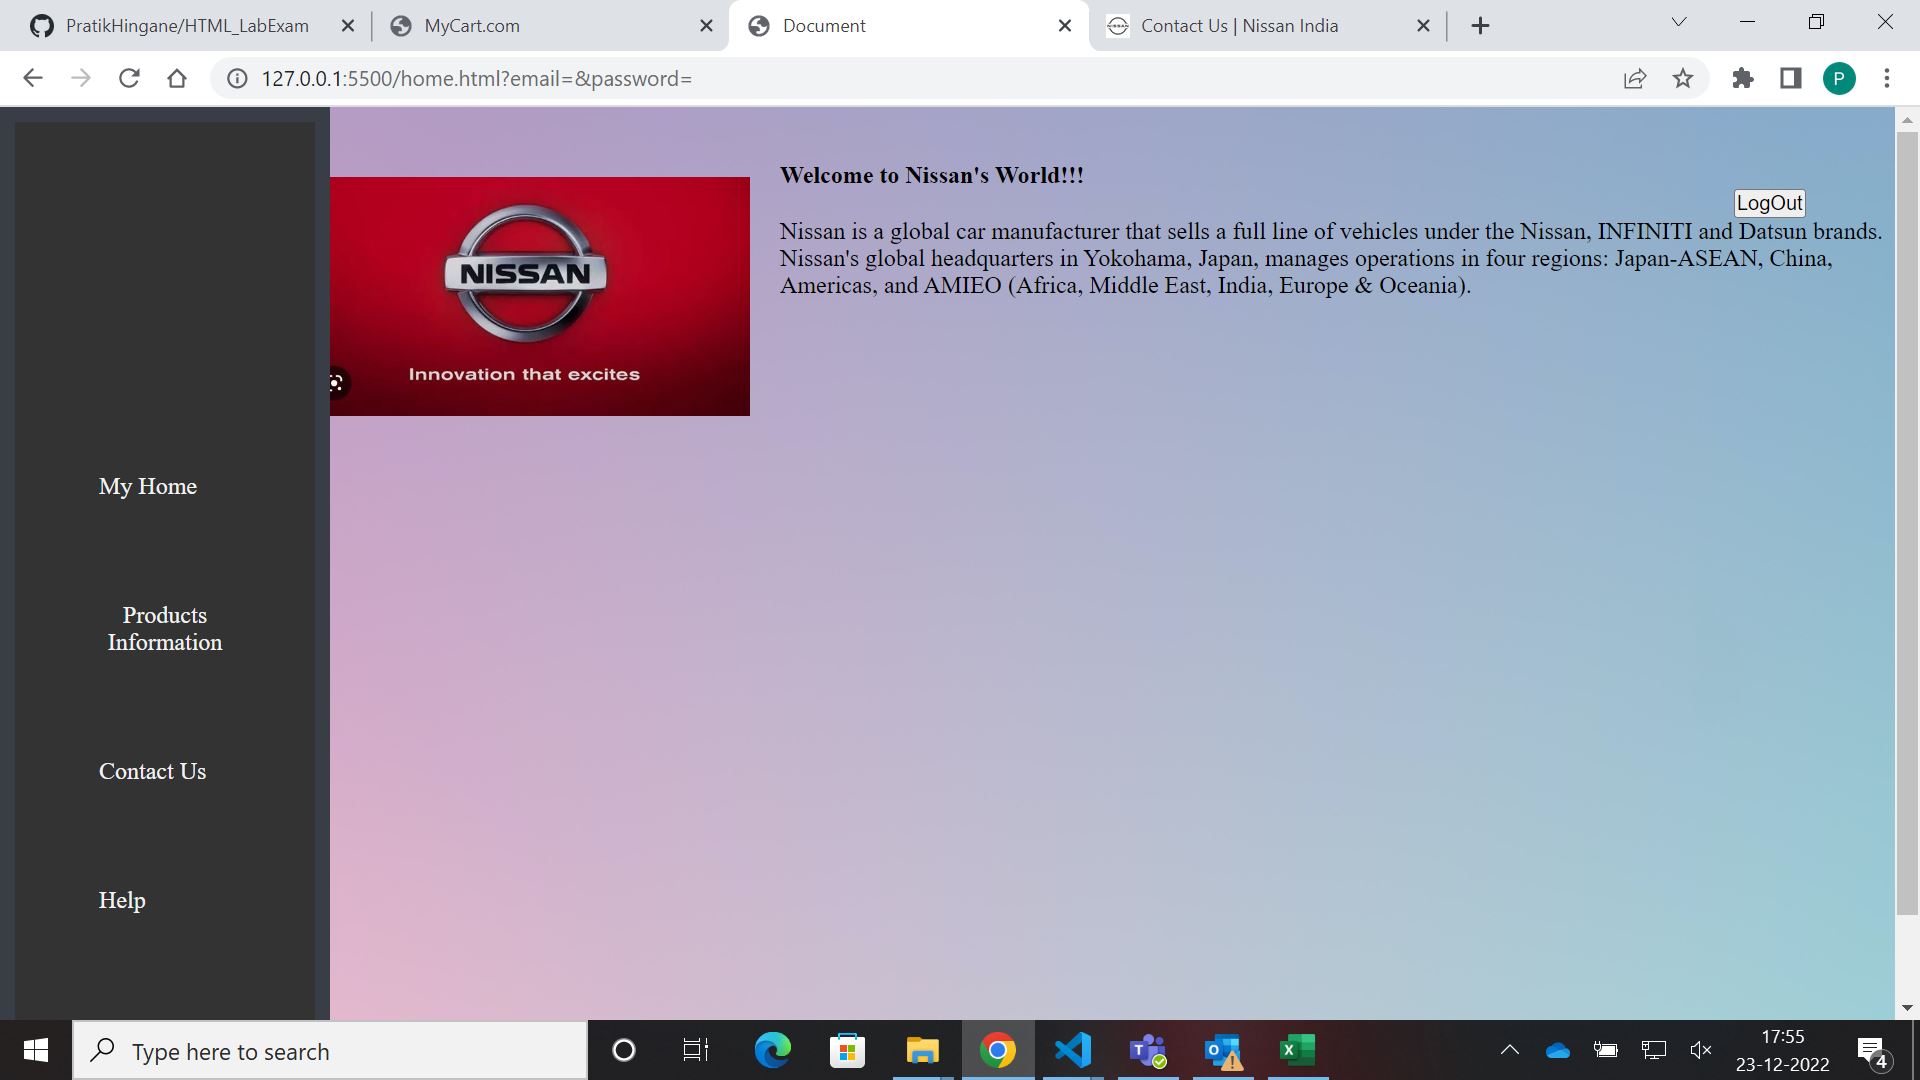 PratikHingane/HTML_LabExam
MyCart.com
Document
Contact Us | Nissan India
127.0.0.1:5500/home.html?email=&password=
P
Welcome to Nissan's World!!!
LogOut
Nissan is a global car manufacturer that sells a full line of vehicles under the Nissan, INFINITI and Datsun brands.
Nissan's global headquarters in Yokohama, Japan, manages operations in four regions: Japan-ASEAN, China,
Americas, and AMIEO (Africa, Middle East, India, Europe & Oceania).
NISSAN
Innovation that excites
My Home
Products
Information
Contact Us
Help
Type here to search
17:55
23-12-2022
4